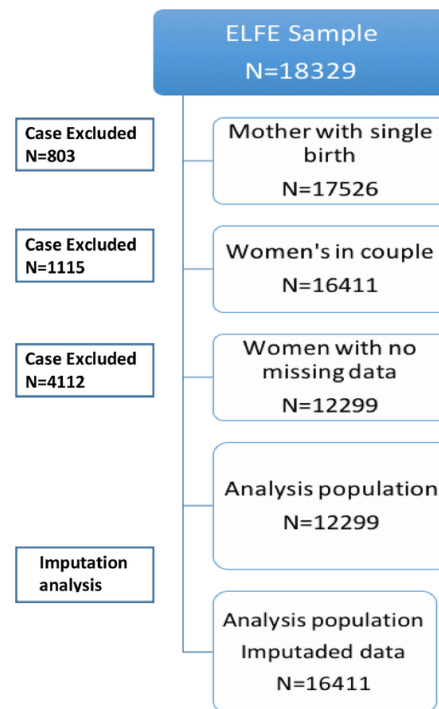 ELFE Sample
N=18329
Case Excluded
N=803
Mother with single
birth
N=17526
Case Excluded
N=1115
Women's in couple
N=16411
Case Excluded
N=4112
Women with no
missing data
N=12299
Analysis population
N=12299
Imputation
analysis
Analysis population
Imputaded data
N=16411